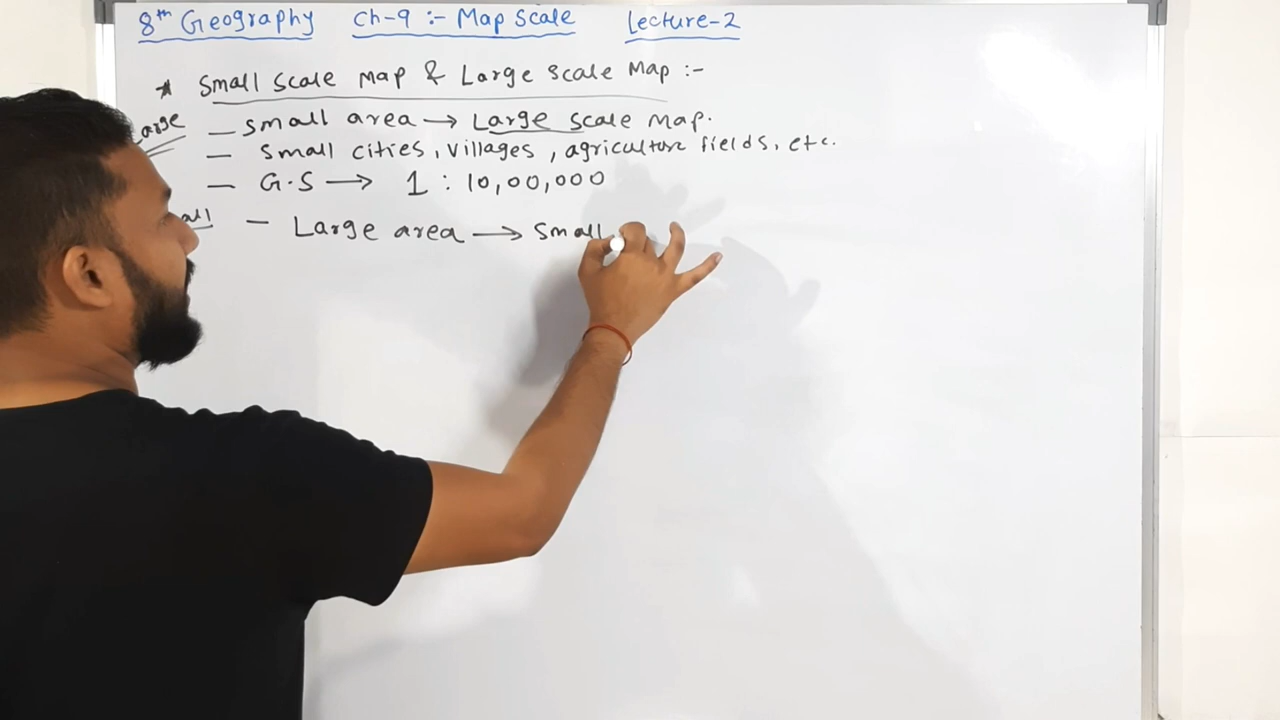 8th Geography Ch-9 :- Map Scale Lecture-2
* Small Scale Map & Large Scale Map :-
— Small area → Large scale Map.
— Small cities, villages, agriculture fields, etc.
— G.S → 1 : 10,00,000
— Large area → Small